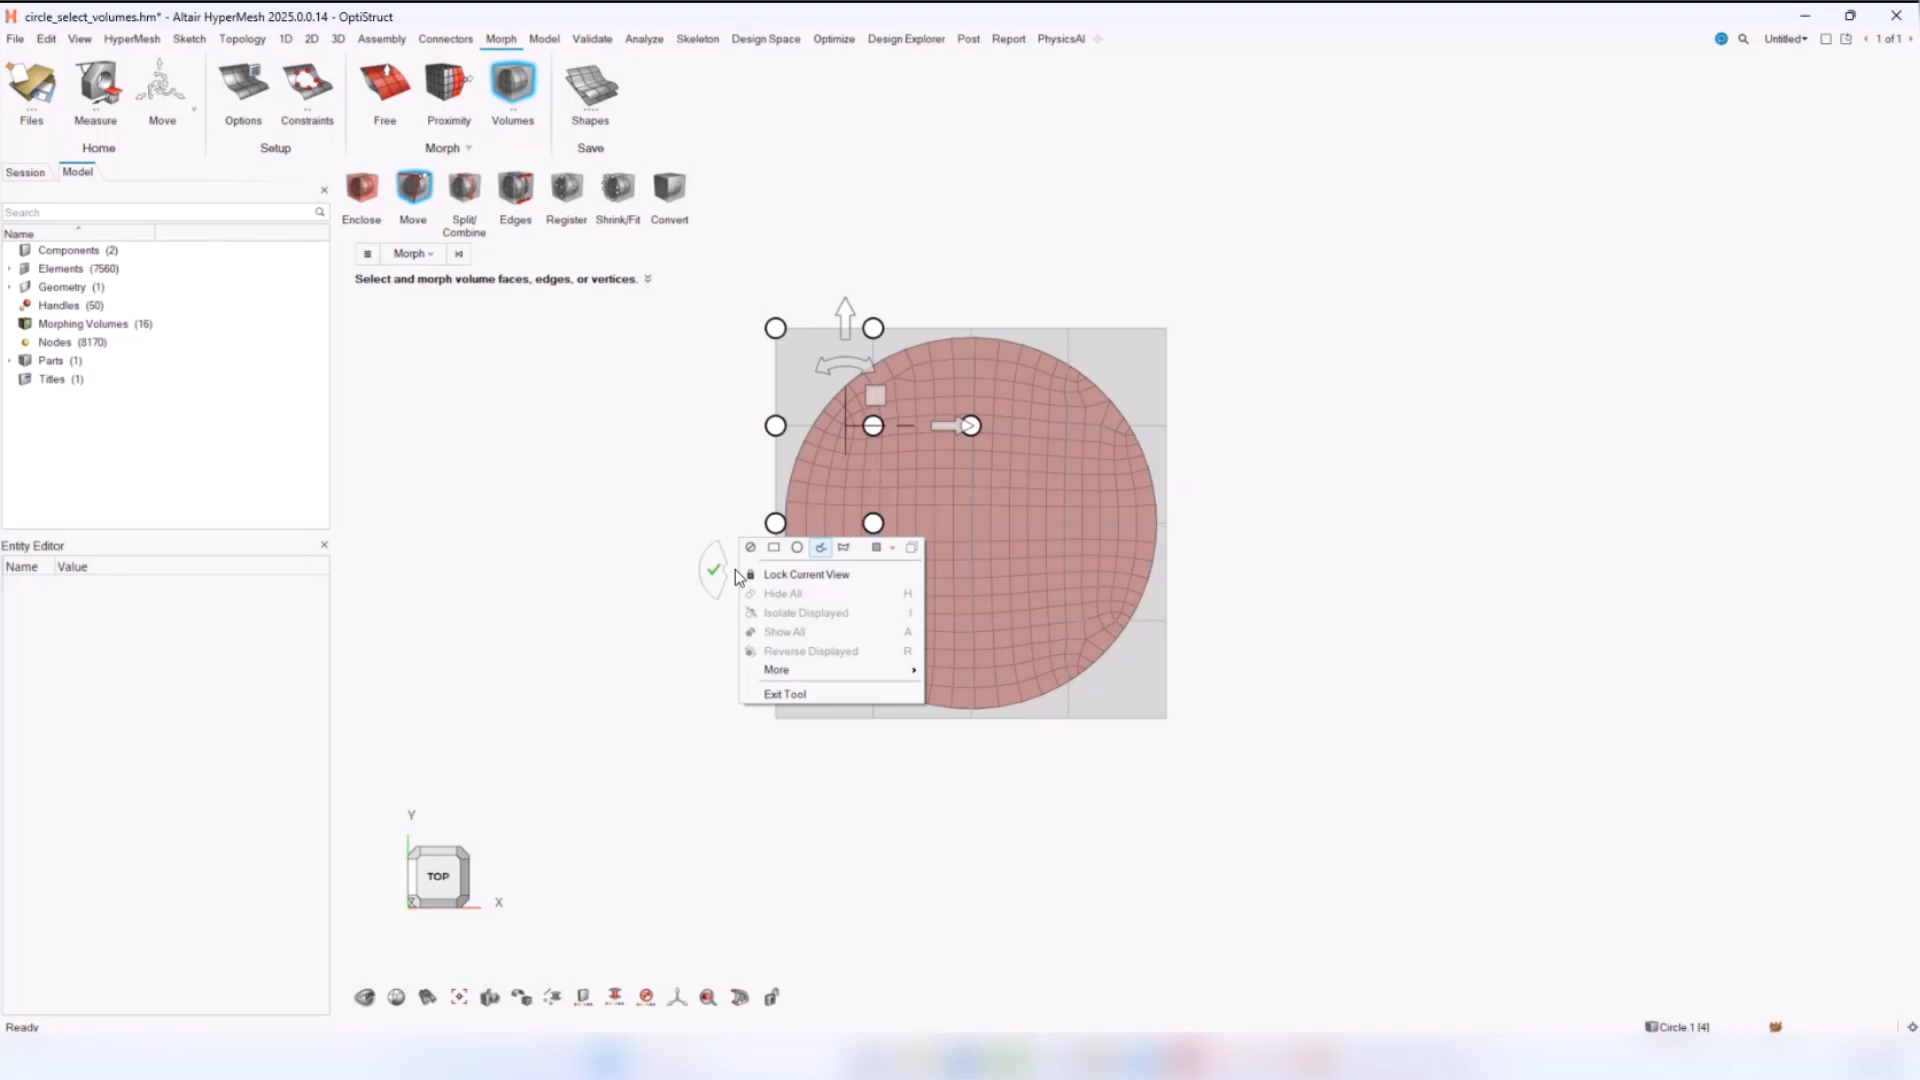 circle_select_volumes.hm* - Altair HyperMesh 2025.0.0.14 - OptiStruct
File Edit View HyperMesh Sketch Topology 1D 2D 3D Assembly Connectors Morph Model Validate Analyze Skeleton Design Space Optimize Design Explorer Post Report PhysicsAI
Untitled
1 of 1
Files Measure Move Options Constraints Free Proximity Volumes Shapes
Home Setup Morph Save
Session Model
Enclose Move Split/Combine Edges Register Shrink/Fit Convert
Search
Name
Morph
Components (2)
Elements (7560)
Geometry (1)
Handles (50)
Morphing Volumes (16)
Nodes (8170)
Parts (1)
Titles (1)
Select and morph volume faces, edges, or vertices.
Entity Editor
Name Value
Lock Current View
Hide All H
Isolate Displayed I
Show All A
Reverse Displayed R
More
Exit Tool
Y
TOP
Z
X
Ready
Circle.1 [4]